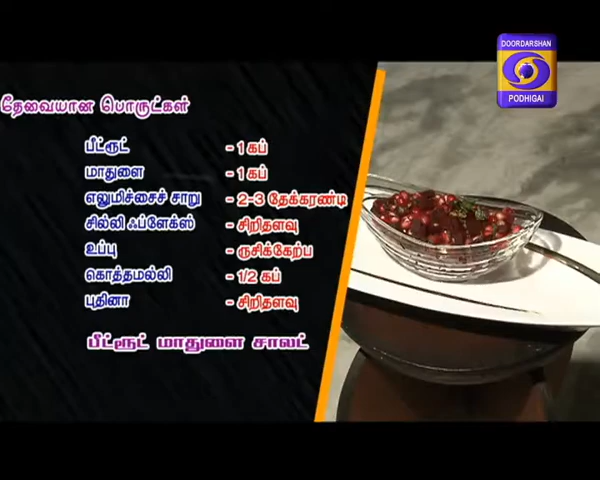 DOORDARSHAN
PODHIGAI
தேவையான பொருட்கள்
பீட்ரூட் - 1 கப்
மாதுளை - 1 கப்
எலுமிச்சைச் சாறு - 2-3 தேக்கரண்டி
சில்லி ஃப்ளேக்ஸ் - சிறிதளவு
உப்பு - ருசிக்கேற்ப
கொத்தமல்லி - 1/2 கப்
புதினா - சிறிதளவு
பீட்ரூட் மாதுளை சாலட்